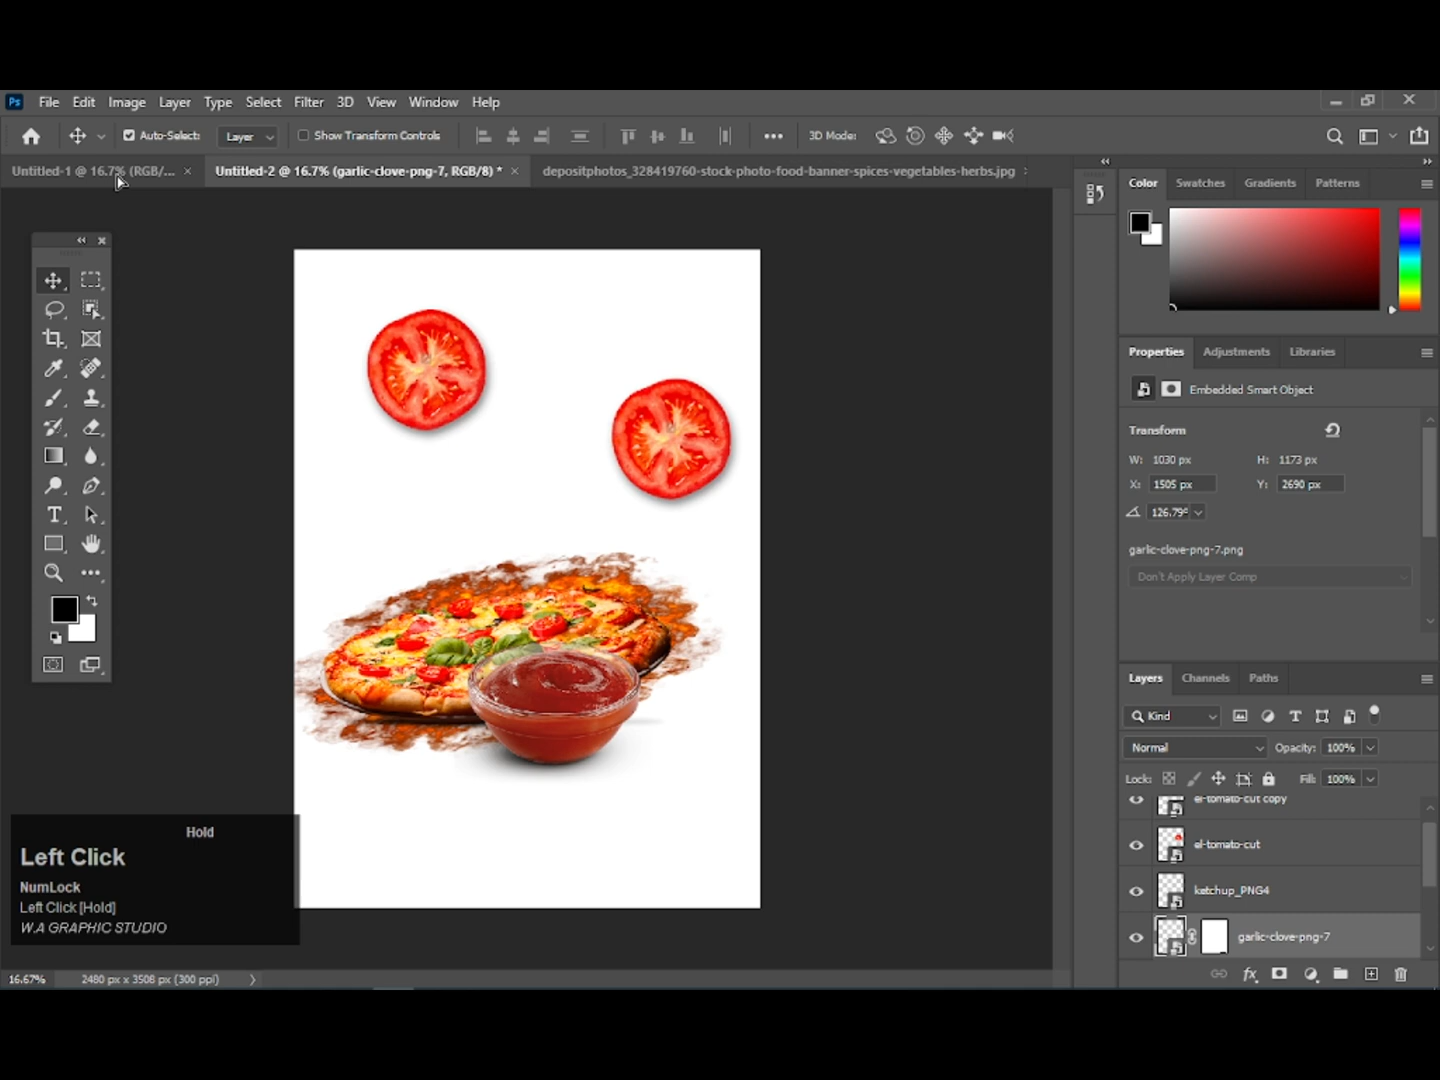 Ps File Edit Image Layer Type Select Filter 3D View Window Help
Auto-Select: Layer Show Transform Controls 3D Mode:
Untitled-1 @ 16.7% (RGB/... × Untitled-2 @ 16.7% (garlic-clove-png-7, RGB/8) * × depositphotos_328419760-stock-photo-food-banner-spices-vegetables-herbs.jpg
Color Swatches Gradients Patterns
Properties Adjustments Libraries
Embedded Smart Object
Transform
W: 1030 px H: 1173 px
X: 1505 px Y: 2690 px
126.79°
garlic-clove-png-7.png
Don't Apply Layer Comp
Layers Channels Paths
Kind
Normal Opacity: 100%
Lock: Fill: 100%
el-tomato-cut copy
el-tomato-cut
ketchup_PNG4
garlic-clove-png-7
fx
Hold
Left Click
NumLock
Left Click [Hold]
W.A GRAPHIC STUDIO
16.67% 2480 px x 3508 px (300 ppi)